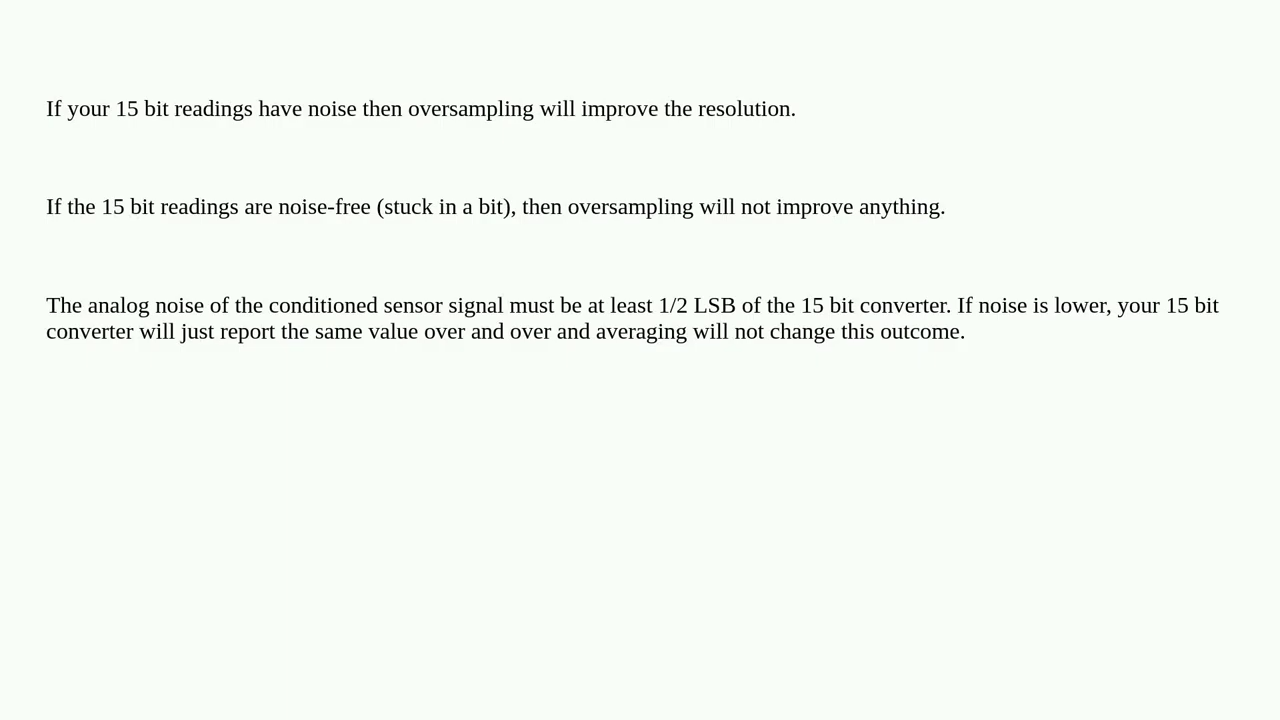 If your 15 bit readings have noise then oversampling will improve the resolution.
If the 15 bit readings are noise-free (stuck in a bit), then oversampling will not improve anything.
The analog noise of the conditioned sensor signal must be at least 1/2 LSB of the 15 bit converter. If noise is lower, your 15 bit
converter will just report the same value over and over and averaging will not change this outcome.